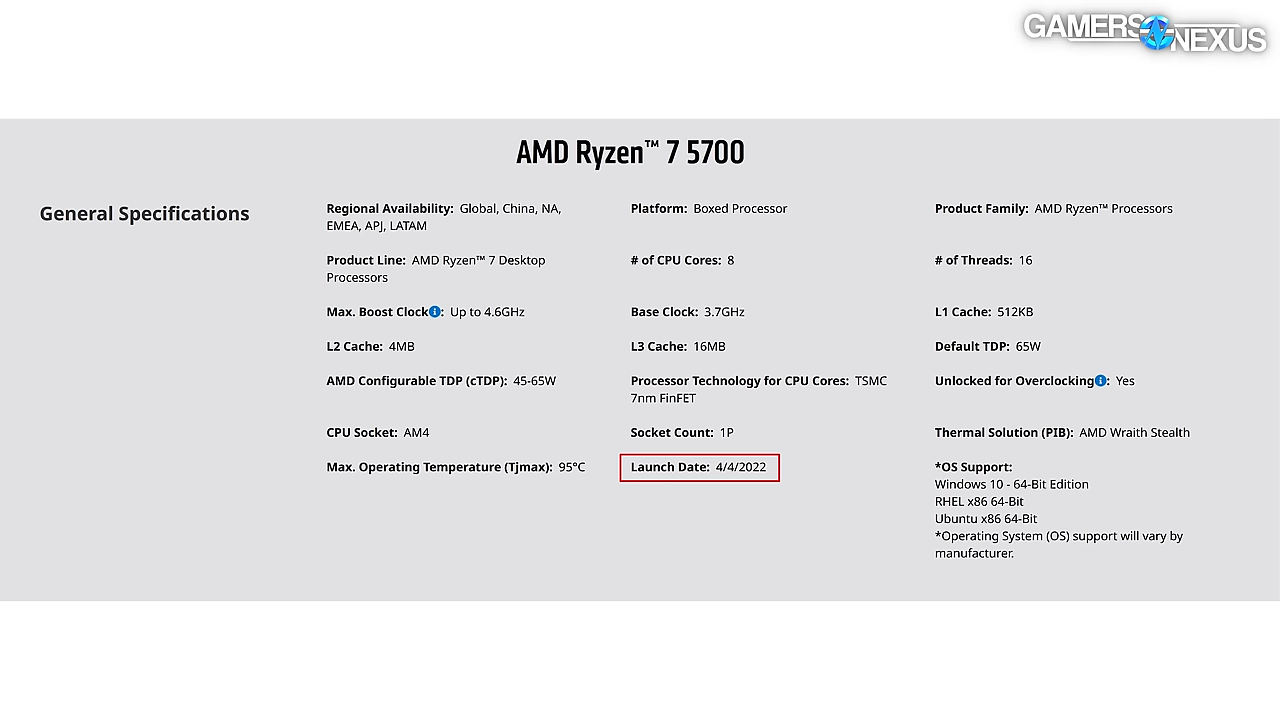 GAMERS NEXUS
AMD Ryzen™ 7 5700
General Specifications
Regional Availability: Global, China, NA,
EMEA, APJ, LATAM
Platform: Boxed Processor
Product Family: AMD Ryzen™ Processors
Product Line: AMD Ryzen™ 7 Desktop
Processors
# of CPU Cores: 8
# of Threads: 16
Max. Boost Clock: Up to 4.6GHz
Base Clock: 3.7GHz
L1 Cache: 512KB
L2 Cache: 4MB
L3 Cache: 16MB
Default TDP: 65W
AMD Configurable TDP (cTDP): 45-65W
Processor Technology for CPU Cores: TSMC
7nm FinFET
Unlocked for Overclocking: Yes
CPU Socket: AM4
Socket Count: 1P
Thermal Solution (PIB): AMD Wraith Stealth
Max. Operating Temperature (Tjmax): 95°C
Launch Date: 4/4/2022
*OS Support:
Windows 10 - 64-Bit Edition
RHEL x86 64-Bit
Ubuntu x86 64-Bit
*Operating System (OS) support will vary by
manufacturer.